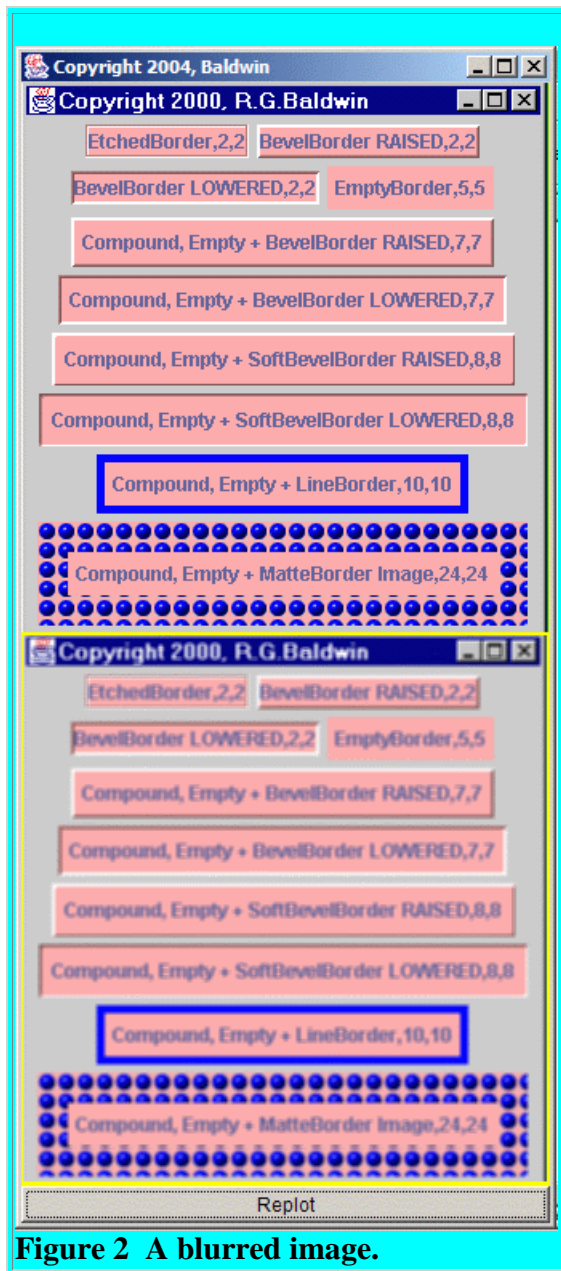 Copyright 2004, Baldwin
Copyright 2000, R.G.Baldwin
EtchedBorder,2,2 BevelBorder RAISED,2,2
BevelBorder LOWERED,2,2 EmptyBorder,5,5
Compound, Empty + BevelBorder RAISED,7,7
Compound, Empty + BevelBorder LOWERED,7,7
Compound, Empty + SoftBevelBorder RAISED,8,8
Compound, Empty + SoftBevelBorder LOWERED,8,8
Compound, Empty + LineBorder,10,10
Compound, Empty + MatteBorder Image,24,24
Copyright 2000, R.G.Baldwin
EtchedBorder,2,2 BevelBorder RAISED,2,2
BevelBorder LOWERED,2,2 EmptyBorder,5,5
Compound, Empty + BevelBorder RAISED,7,7
Compound, Empty + BevelBorder LOWERED,7,7
Compound, Empty + SoftBevelBorder RAISED,8,8
Compound, Empty + SoftBevelBorder LOWERED,8,8
Compound, Empty + LineBorder,10,10
Compound, Empty + MatteBorder Image,24,24
Replot
Figure 2 A blurred image.